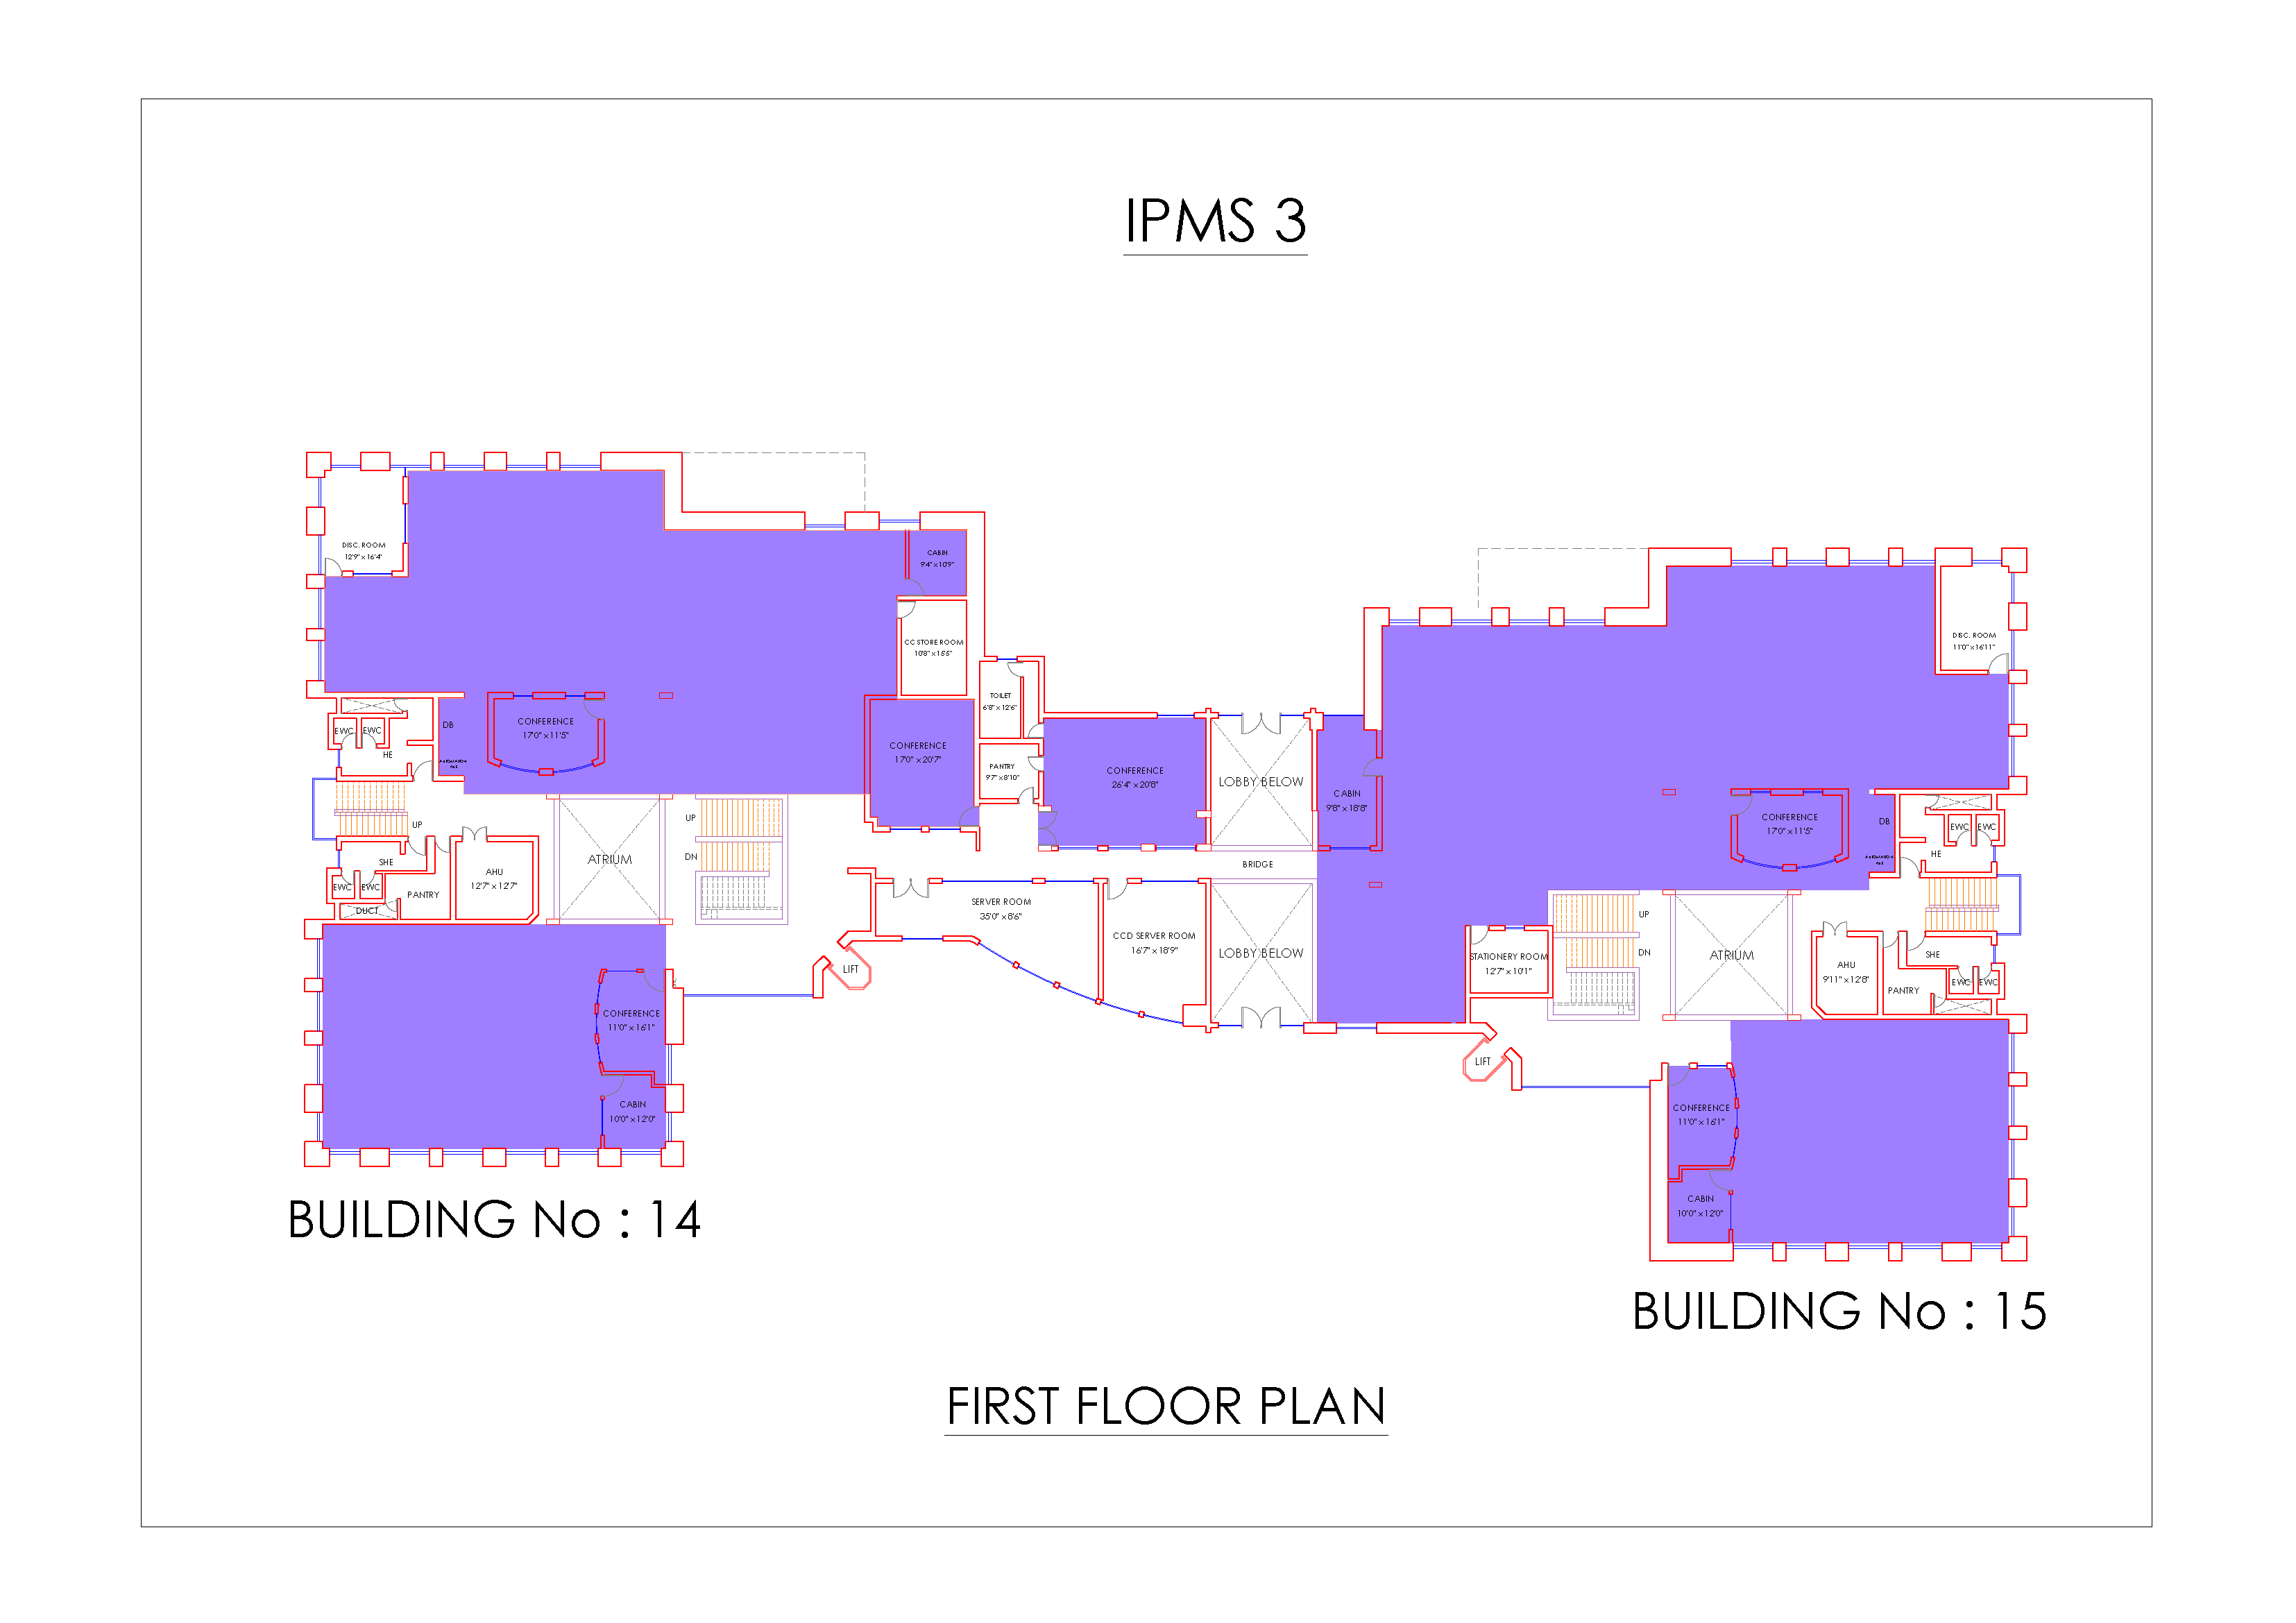 IPMS 3
DISC. ROOM
12'9" x 16'4"
CABIN
9'4" x 10'9"
CC STORE ROOM
10'8" x 15'5"
DISC. ROOM
11'0" x 16'11"
TOILET
6'8" x 12'6"
DB
EWC
EWC
HE
CONFERENCE
17'0" x 11'5"
CONFERENCE
17'0" x 20'7"
PANTRY
9'7" x 8'10"
CONFERENCE
26'4" x 20'8"
LOBBY BELOW
CABIN
9'8" x 18'8"
CONFERENCE
17'0" x 11'5"
DB
EWC
EWC
HE
UP
UP
DN
ATRIUM
SHE
AHU
12'7" x 12'7"
EWC
EWC
PANTRY
DUCT
BRIDGE
SERVER ROOM
35'0" x 8'6"
CCD SERVER ROOM
16'7" x 18'9"
LOBBY BELOW
LIFT
UP
DN
STATIONERY ROOM
12'7" x 10'1"
ATRIUM
AHU
9'11" x 12'8"
SHE
EWC
EWC
PANTRY
CONFERENCE
11'0" x 16'1"
LIFT
CABIN
10'0" x 12'0"
CONFERENCE
11'0" x 16'1"
CABIN
10'0" x 12'0"
BUILDING No : 14
BUILDING No : 15
FIRST FLOOR PLAN